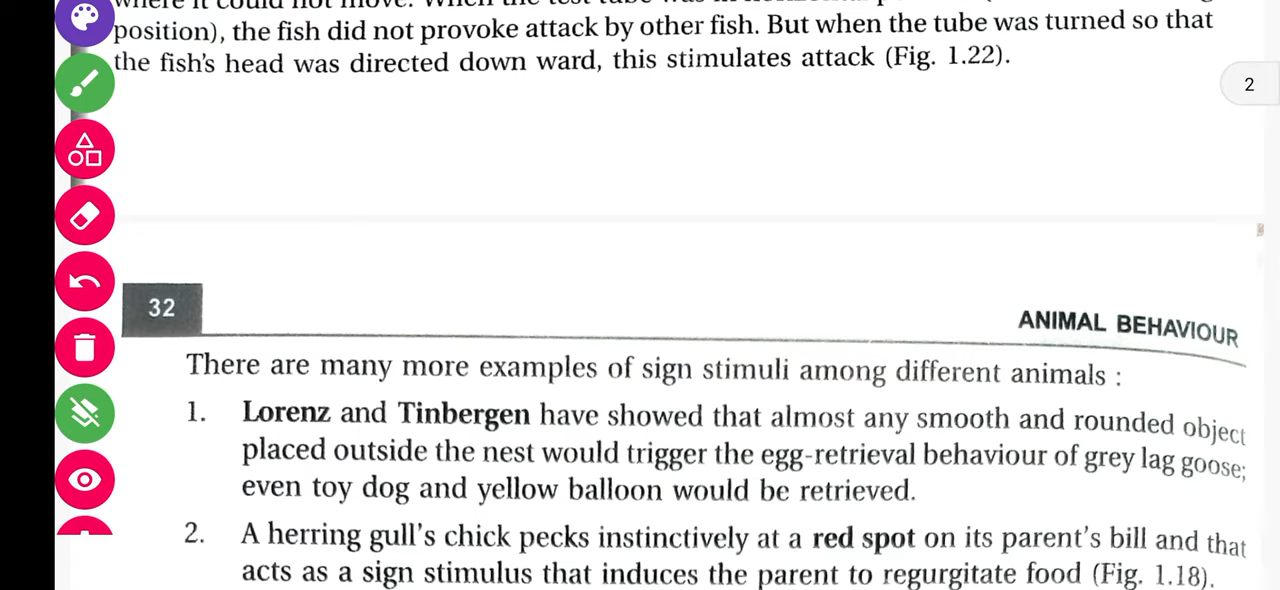 position), the fish did not provoke attack by other fish. But when the tube was turned so that
the fish's head was directed down ward, this stimulates attack (Fig. 1.22).
2
32
ANIMAL BEHAVIOUR
There are many more examples of sign stimuli among different animals :
1. Lorenz and Tinbergen have showed that almost any smooth and rounded object
placed outside the nest would trigger the egg-retrieval behaviour of grey lag goose;
even toy dog and yellow balloon would be retrieved.
2. A herring gull's chick pecks instinctively at a red spot on its parent's bill and that
acts as a sign stimulus that induces the parent to regurgitate food (Fig. 1.18).